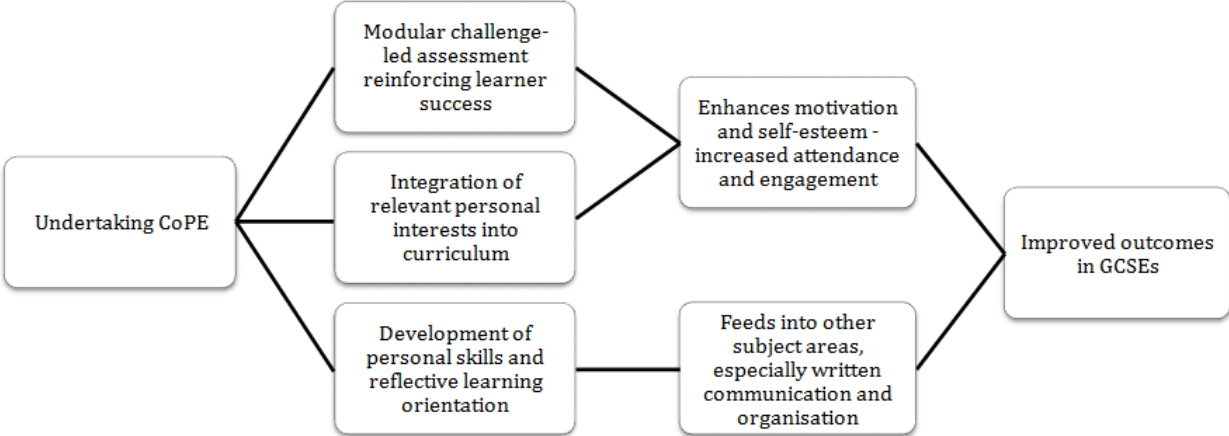 Undertaking CoPE
Modular challenge-
led assessment
reinforcing learner
success
Integration of
relevant personal
interests into
curriculum
Development of
personal skills and
reflective learning
orientation
Enhances motivation
and self-esteem -
increased attendance
and engagement
Feeds into other
subject areas,
especially written
communication and
organisation
Improved outcomes
in GCSEs